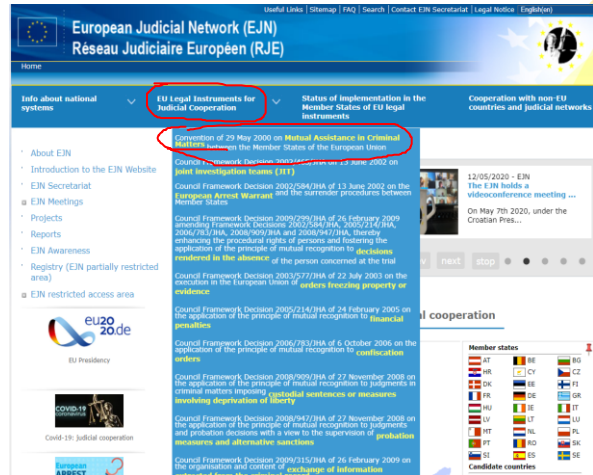 Useful Links | Sitemap | FAQ | Search | Contact EJN Secretariat | Legal Notice | English(en)
European Judicial Network (EJN)
Réseau Judiciaire Européen (RJE)
Home
Info about national
systems
EU Legal Instruments for
Judicial Cooperation
Status of implementation in the
Member States of EU legal
instruments
Cooperation with non-EU
countries and judicial networks
Convention of 29 May 2000 on Mutual Assistance in Criminal
Matters between the Member States of the European Union
Council Framework Decision 2002/465/JHA on 13 June 2002 on
joint investigation teams (JIT)
Council Framework Decision 2002/584/JHA of 13 June 2002 on the
European Arrest Warrant and the surrender procedures between
Member States
Council Framework Decision 2009/299/JHA of 26 February 2009
amending Framework Decisions 2002/584/JHA, 2005/214/JHA,
2006/783/JHA, 2008/909/JHA and 2008/947/JHA, thereby
enhancing the procedural rights of persons and fostering the
application of the principle of mutual recognition to decisions
rendered in the absence of the person concerned at the trial
Council Framework Decision 2003/577/JHA of 22 July 2003 on the
execution in the European Union of orders freezing property or
evidence
Council Framework Decision 2005/214/JHA of 24 February 2005 on
the application of the principle of mutual recognition to financial
penalties
Council Framework Decision 2006/783/JHA of 6 October 2006 on the
application of the principle of mutual recognition to confiscation
orders
Council Framework Decision 2008/909/JHA of 27 November 2008 on
the application of the principle of mutual recognition to judgments in
criminal matters imposing custodial sentences or measures
involving deprivation of liberty
Council Framework Decision 2008/947/JHA of 27 November 2008 on
the application of the principle of mutual recognition to judgments
and probation decisions with a view to the supervision of probation
measures and alternative sanctions
Council Framework Decision 2009/315/JHA of 26 February 2009 on
the organisation and content of exchange of information
About EJN
Introduction to the EJN Website
EJN Secretariat
EJN Meetings
Projects
Reports
EJN Awareness
Registry (EJN partially restricted
area)
EJN restricted access area
eu20
20.de
EU Presidency
COVID-19
Covid-19: Judicial cooperation
European
ARREST
12/05/2020 - EJN
The EJN holds a
videoconference meeting ...
On May 7th 2020, under the
Croatian Pres...
next stop
cooperation
Member states
AT BE BG
HR CY CZ
DK EE FI
FR DE GR
HU IE IT
LV LT LU
MT NL PL
PT RO SK
SI ES SE
Candidate countries